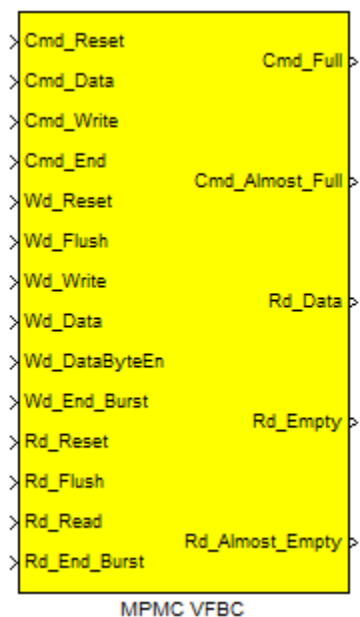 Cmd_Reset
Cmd_Data
Cmd_Write
Cmd_End
Wd_Reset
Wd_Flush
Wd_Write
Wd_Data
Wd_DataByteEn
Wd_End_Burst
Rd_Reset
Rd_Flush
Rd_Read
Rd_End_Burst
Cmd_Full
Cmd_Almost_Full
Rd_Data
Rd_Empty
Rd_Almost_Empty
MPMC VFBC